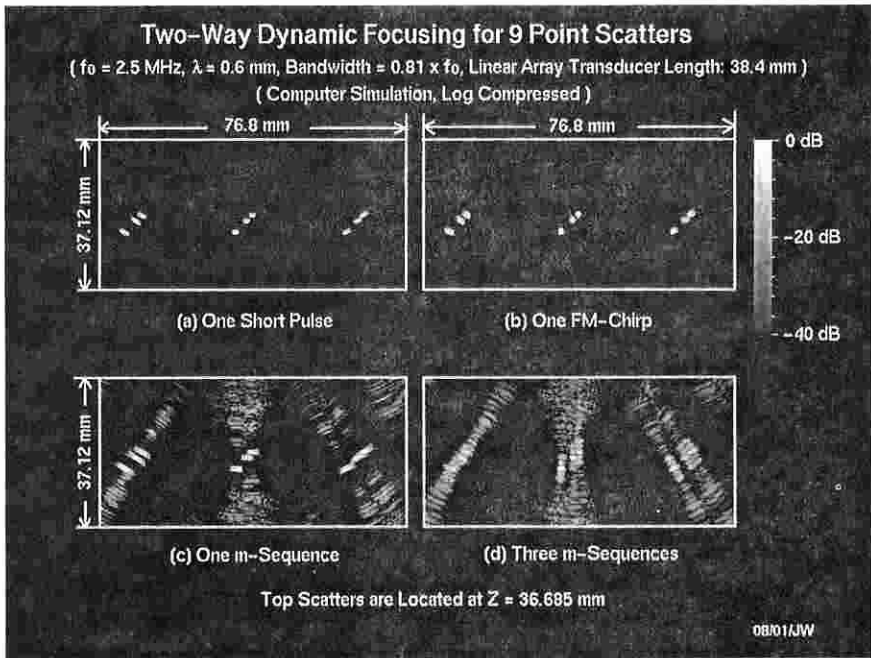 Two-Way Dynamic Focusing for 9 Point Scatters
( f₀ = 2.5 MHz, λ = 0.6 mm, Bandwidth = 0.81 x f₀, Linear Array Transducer Length: 38.4 mm )
( Computer Simulation, Log Compressed )
76.8 mm
76.8 mm
0 dB
37.12 mm
-20 dB
(a) One Short Pulse
(b) One FM-Chirp
-40 dB
37.12 mm
(c) One m-Sequence
(d) Three m-Sequences
Top Scatters are Located at Z = 36.685 mm
08/01/JW